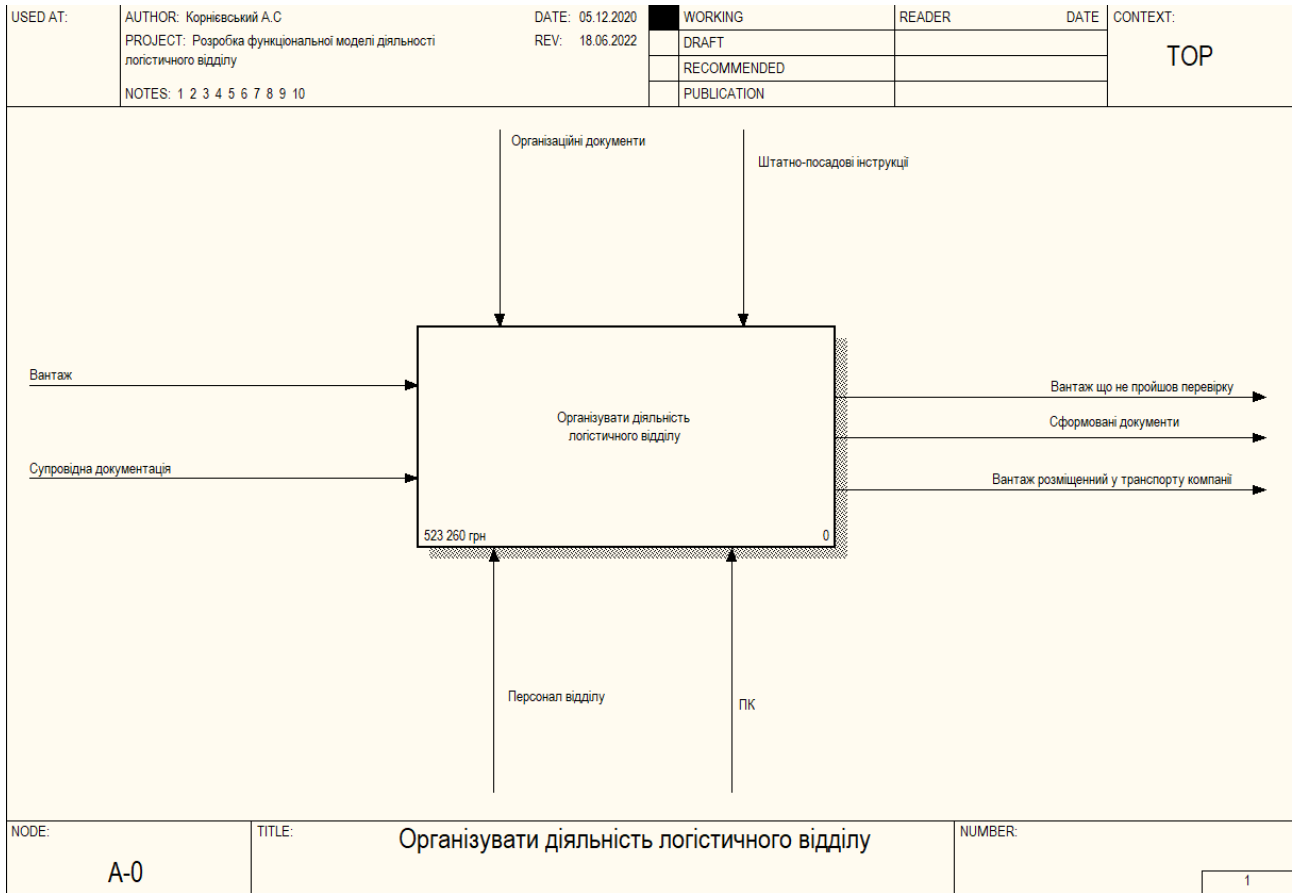 USED AT:
AUTHOR: Корнієвський А.С
DATE: 05.12.2020
PROJECT: Розробка функціональної моделі діяльності
логістичного відділу
REV: 18.06.2022
NOTES: 1 2 3 4 5 6 7 8 9 10
WORKING
DRAFT
RECOMMENDED
PUBLICATION
READER
DATE
CONTEXT:
TOP
Організаційні документи
Штатно-посадові інструкції
Вантаж
Супровідна документація
Організувати діяльність
логістичного відділу
523 260 грн
0
Вантаж що не пройшов перевірку
Сформовані документи
Вантаж розміщенний у транспорту компанії
Персонал відділу
ПК
NODE:
A-0
TITLE:
Організувати діяльність логістичного відділу
NUMBER:
1